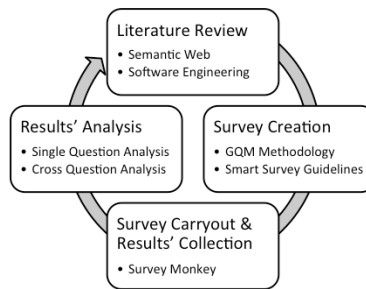 Literature Review
• Semantic Web
• Software Engineering
Results' Analysis
• Single Question Analysis
• Cross Question Analysis
Survey Creation
• GQM Methodology
• Smart Survey Guidelines
Survey Carryout &
Results' Collection
• Survey Monkey